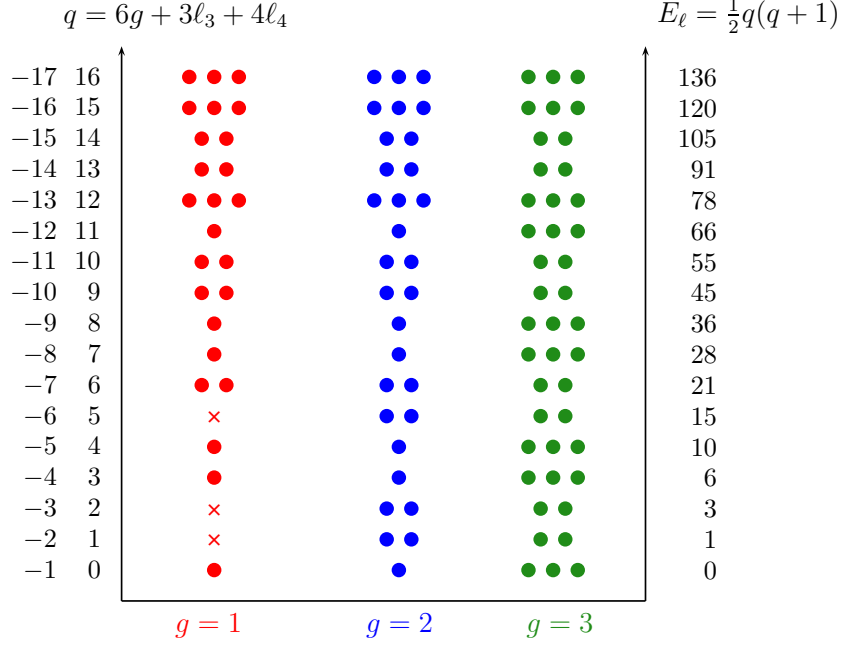 q = 6g + 3ℓ₃ + 4ℓ₄ E_ℓ = ½q(q + 1)
−17 16 136
−16 15 120
−15 14 105
−14 13 91
−13 12 78
−12 11 66
−11 10 55
−10 9 45
−9 8 36
−8 7 28
−7 6 21
−6 5 15
−5 4 10
−4 3 6
−3 2 3
−2 1 1
−1 0 0
g = 1 g = 2 g = 3